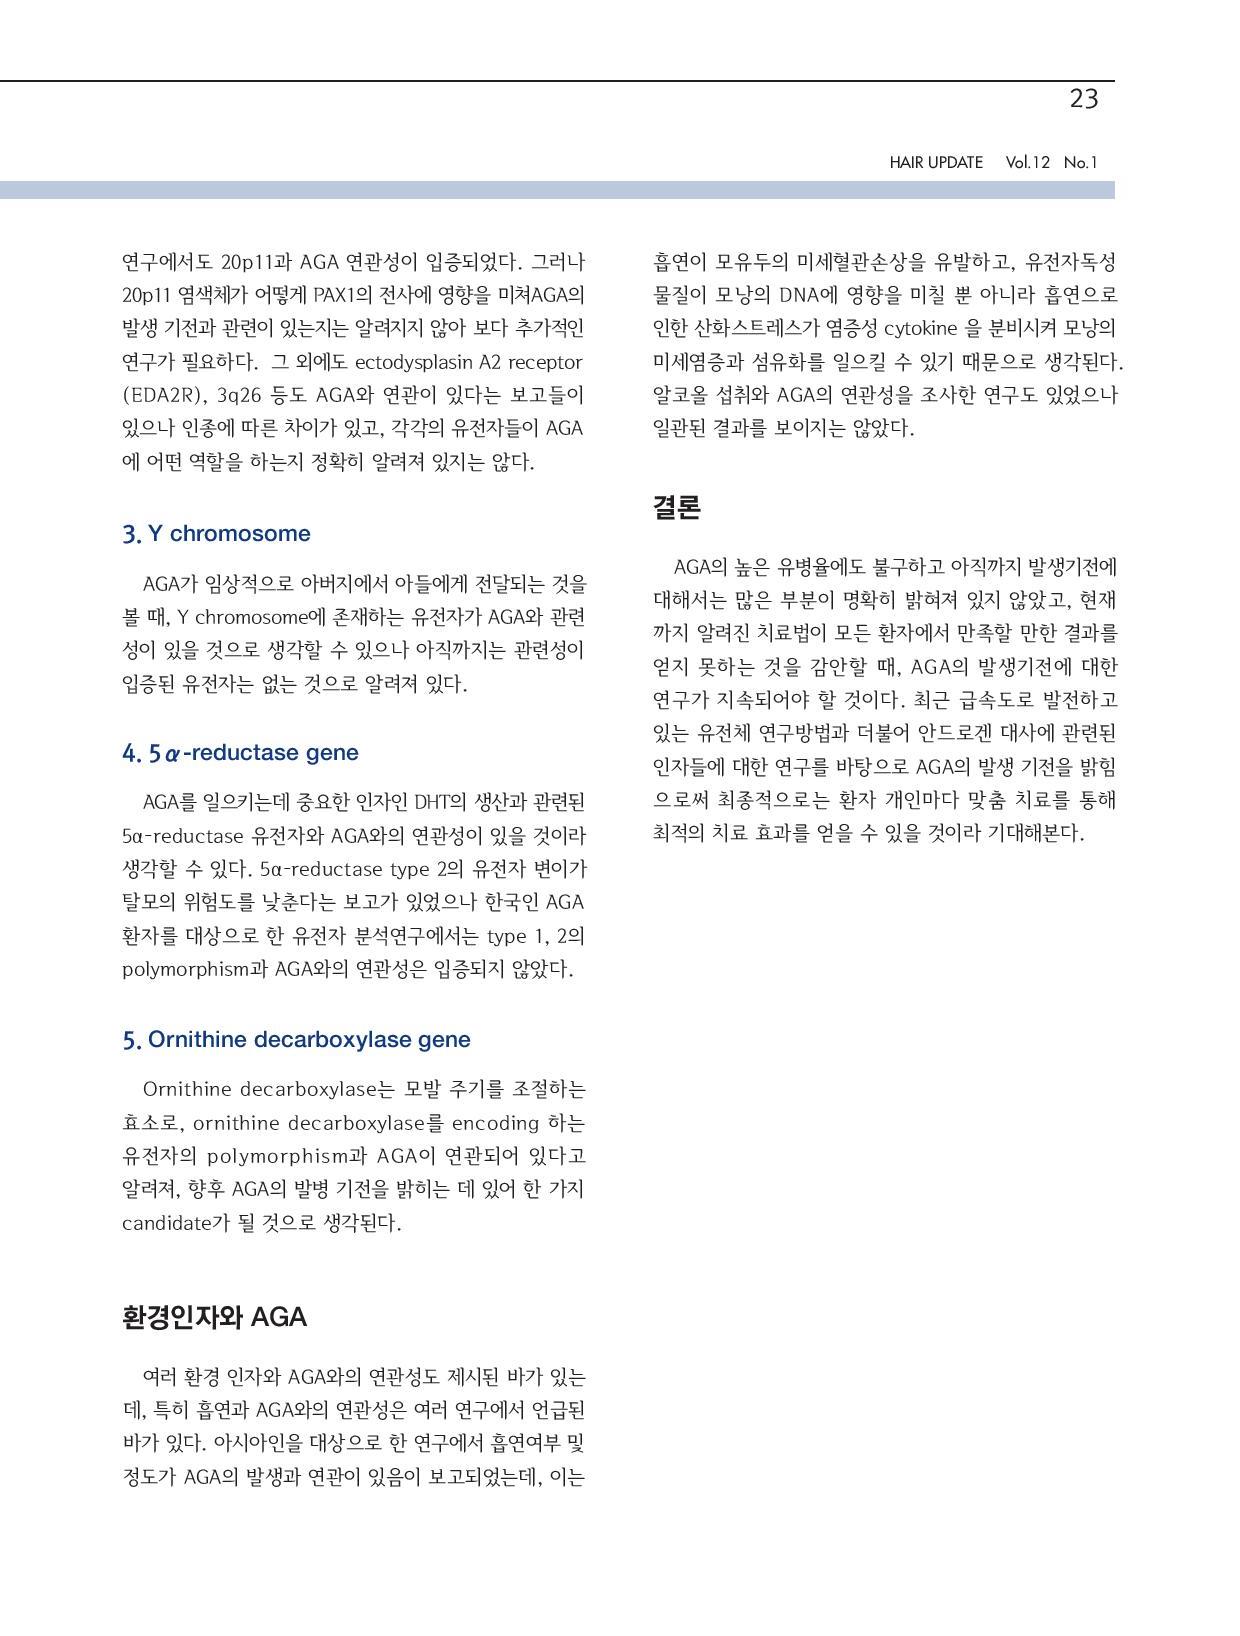 23
HAIR UPDATE Vol.12 No.1
연구에서도 20p11과 AGA 연관성이 입증되었다. 그러나
20p11 염색체가 어떻게 PAX1의 전사에 영향을 미쳐AGA의
발생 기전과 관련이 있는지는 알려지지 않아 보다 추가적인
연구가 필요하다. 그 외에도 ectodysplasin A2 receptor
(EDA2R), 3q26 등도 AGA와 연관이 있다는 보고들이
있으나 인종에 따른 차이가 있고, 각각의 유전자들이 AGA
에 어떤 역할을 하는지 정확히 알려져 있지는 않다.
3. Y chromosome
AGA가 임상적으로 아버지에서 아들에게 전달되는 것을
볼 때, Y chromosome에 존재하는 유전자가 AGA와 관련
성이 있을 것으로 생각할 수 있으나 아직까지는 관련성이
입증된 유전자는 없는 것으로 알려져 있다.
4. 5α-reductase gene
AGA를 일으키는데 중요한 인자인 DHT의 생산과 관련된
5α-reductase 유전자와 AGA와의 연관성이 있을 것이라
생각할 수 있다. 5α-reductase type 2의 유전자 변이가
탈모의 위험도를 낮춘다는 보고가 있었으나 한국인 AGA
환자를 대상으로 한 유전자 분석연구에서는 type 1, 2의
polymorphism과 AGA와의 연관성은 입증되지 않았다.
5. Ornithine decarboxylase gene
Ornithine decarboxylase는 모발 주기를 조절하는
효소로, ornithine decarboxylase를 encoding 하는
유전자의 polymorphism과 AGA이 연관되어 있다고
알려져, 향후 AGA의 발병 기전을 밝히는 데 있어 한 가지
candidate가 될 것으로 생각된다.
환경인자와 AGA
여러 환경 인자와 AGA와의 연관성도 제시된 바가 있는
데, 특히 흡연과 AGA와의 연관성은 여러 연구에서 언급된
바가 있다. 아시아인을 대상으로 한 연구에서 흡연여부 및
정도가 AGA의 발생과 연관이 있음이 보고되었는데, 이는
흡연이 모유두의 미세혈관손상을 유발하고, 유전자독성
물질이 모낭의 DNA에 영향을 미칠 뿐 아니라 흡연으로
인한 산화스트레스가 염증성 cytokine 을 분비시켜 모낭의
미세염증과 섬유화를 일으킬 수 있기 때문으로 생각된다.
알코올 섭취와 AGA의 연관성을 조사한 연구도 있었으나
일관된 결과를 보이지는 않았다.
결론
AGA의 높은 유병율에도 불구하고 아직까지 발생기전에
대해서는 많은 부분이 명확히 밝혀져 있지 않았고, 현재
까지 알려진 치료법이 모든 환자에서 만족할 만한 결과를
얻지 못하는 것을 감안할 때, AGA의 발생기전에 대한
연구가 지속되어야 할 것이다. 최근 급속도로 발전하고
있는 유전체 연구방법과 더불어 안드로겐 대사에 관련된
인자들에 대한 연구를 바탕으로 AGA의 발생 기전을 밝힘
으로써 최종적으로는 환자 개인마다 맞춤 치료를 통해
최적의 치료 효과를 얻을 수 있을 것이라 기대해본다.